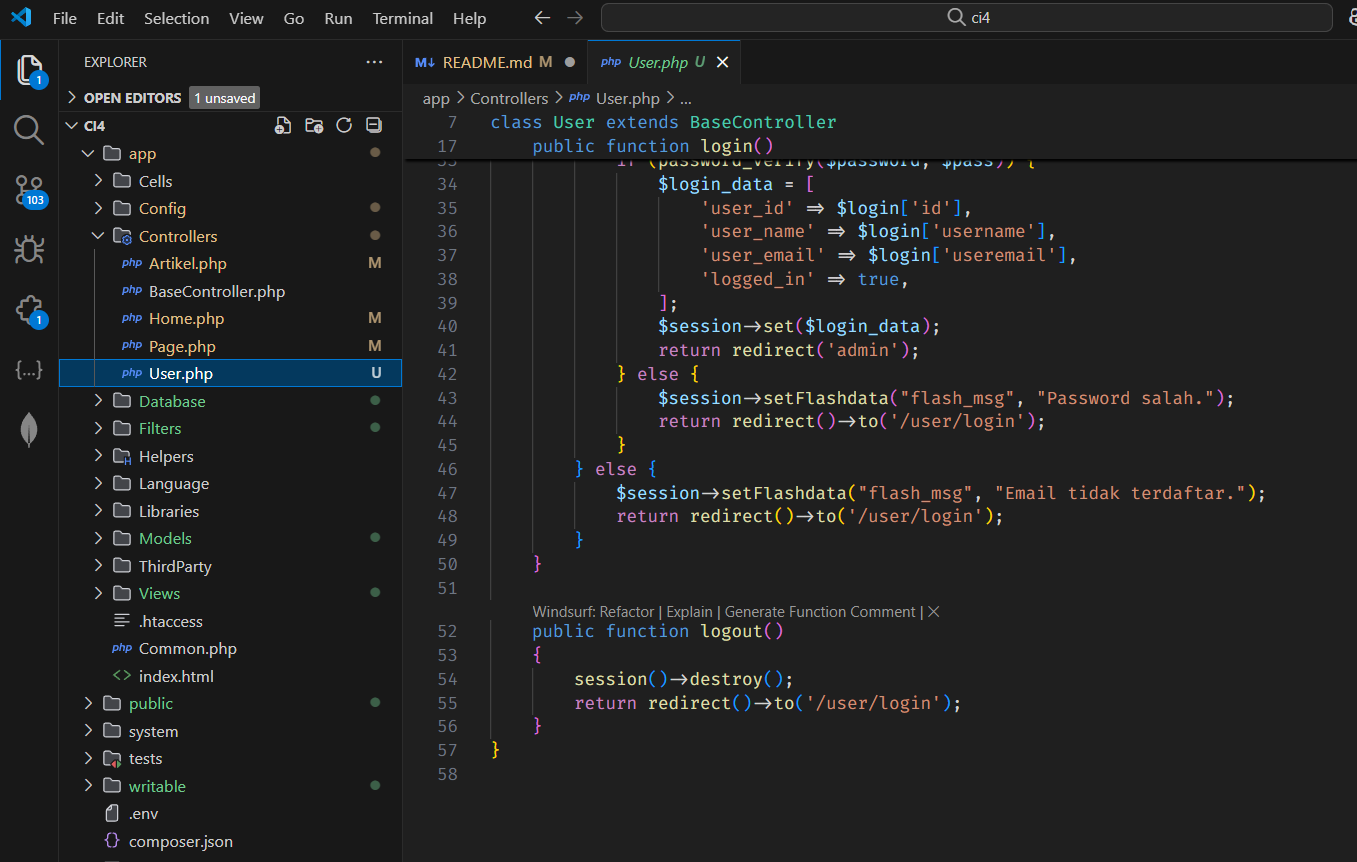 File Edit Selection View Go Run Terminal Help
ci4
EXPLORER
OPEN EDITORS 1 unsaved
CI4
app
Cells
Config
Controllers
php Artikel.php M
php BaseController.php
php Home.php M
php Page.php M
php User.php U
Database
Filters
Helpers
Language
Libraries
Models
ThirdParty
Views
.htaccess
php Common.php
index.html
public
system
tests
writable
.env
composer.json
1
103
1
{...}
M↓ README.md M
php User.php U
app > Controllers > php User.php > ...
7 class User extends BaseController
17 public function login()
33 if (password_verify($password, $pass)) {
34 $login_data = [
35 'user_id' => $login['id'],
36 'user_name' => $login['username'],
37 'user_email' => $login['useremail'],
38 'logged_in' => true,
39 ];
40 $session->set($login_data);
41 return redirect('admin');
42 } else {
43 $session->setFlashdata("flash_msg", "Password salah.");
44 return redirect()->to('/user/login');
45 }
46 } else {
47 $session->setFlashdata("flash_msg", "Email tidak terdaftar.");
48 return redirect()->to('/user/login');
49 }
50 }
51
Windsurf: Refactor | Explain | Generate Function Comment | ×
52 public function logout()
53 {
54 session()->destroy();
55 return redirect()->to('/user/login');
56 }
57 }
58